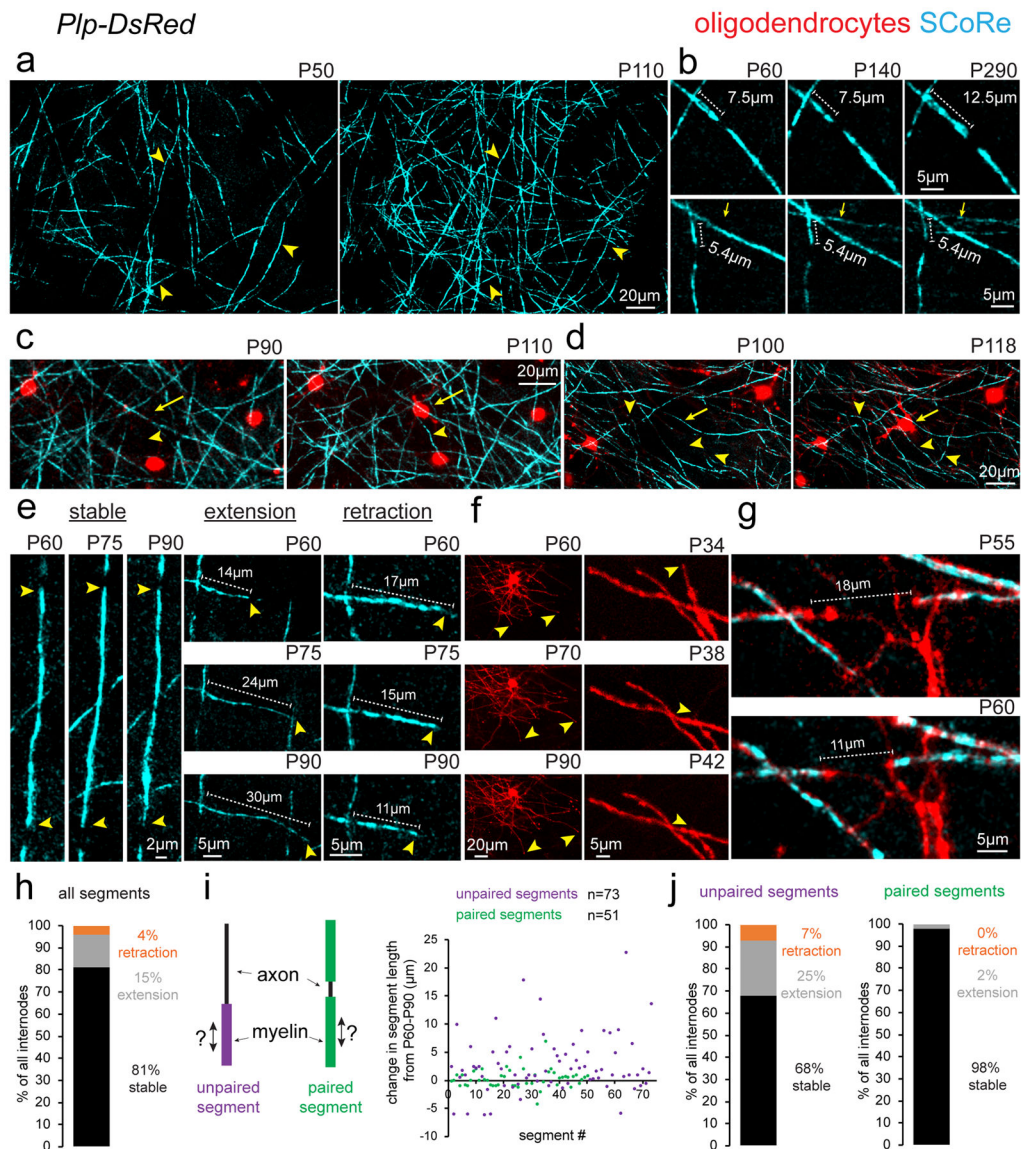 Plp-DsRed
oligodendrocytes SCoRe
a
P50
P110
20µm
b
P60
P140
P290
7.5µm
7.5µm
12.5µm
5µm
5.4µm
5.4µm
5.4µm
5µm
c
P90
P110
20µm
d
P100
P118
20µm
e
stable
extension
retraction
P60
P75
P90
2µm
P60
14µm
P75
24µm
P90
30µm
5µm
P60
17µm
P75
15µm
P90
11µm
5µm
f
P60
P34
P70
P38
P90
P42
20µm
5µm
g
P55
18µm
P60
11µm
5µm
h
all segments
% of all internodes
100
90
80
70
60
50
40
30
20
10
0
4%
retraction
15%
extension
81%
stable
i
axon
myelin
?
?
unpaired
segment
paired
segment
unpaired segments n=73
paired segments n=51
change in segment length
from P60-P90 (µm)
25
20
15
10
5
0
-5
-10
0 10 20 30 40 50 60 70
segment #
j
unpaired segments
% of all internodes
100
90
80
70
60
50
40
30
20
10
0
7%
retraction
25%
extension
68%
stable
paired segments
% of all internodes
100
90
80
70
60
50
40
30
20
10
0
0%
retraction
2%
extension
98%
stable